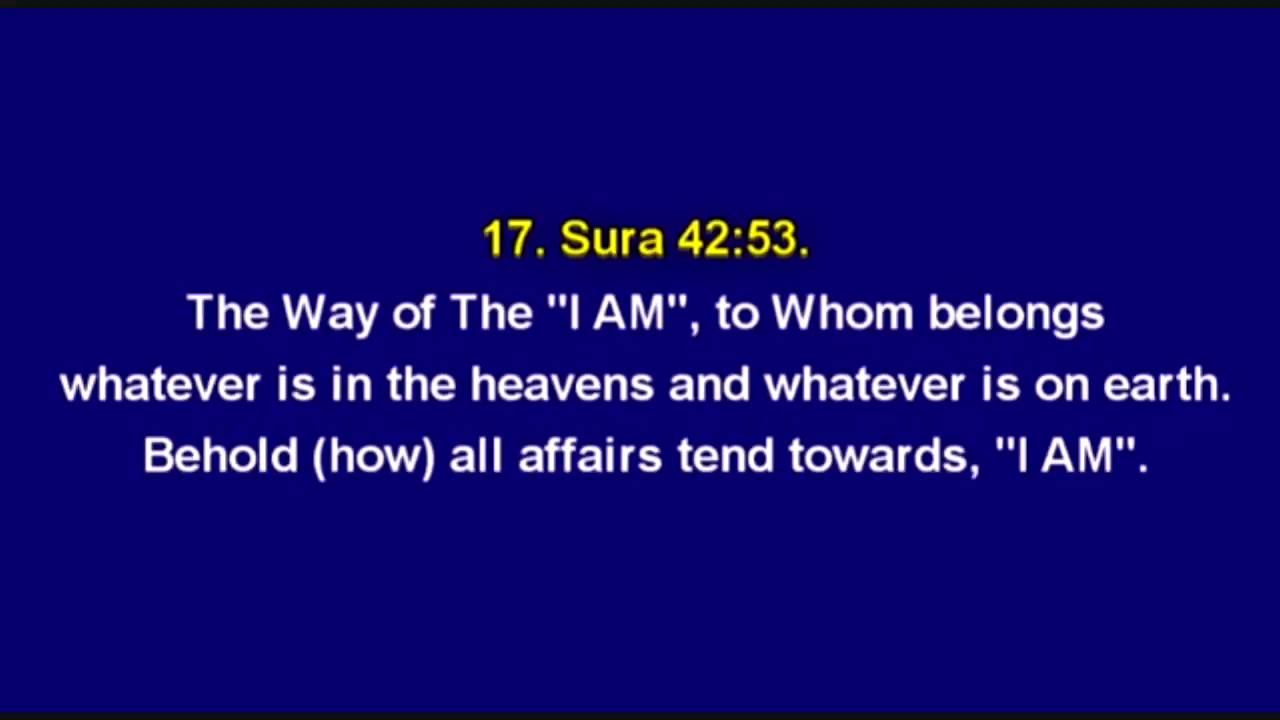 17. Sura 42:53.
The Way of The "I AM", to Whom belongs
whatever is in the heavens and whatever is on earth.
Behold (how) all affairs tend towards, "I AM".